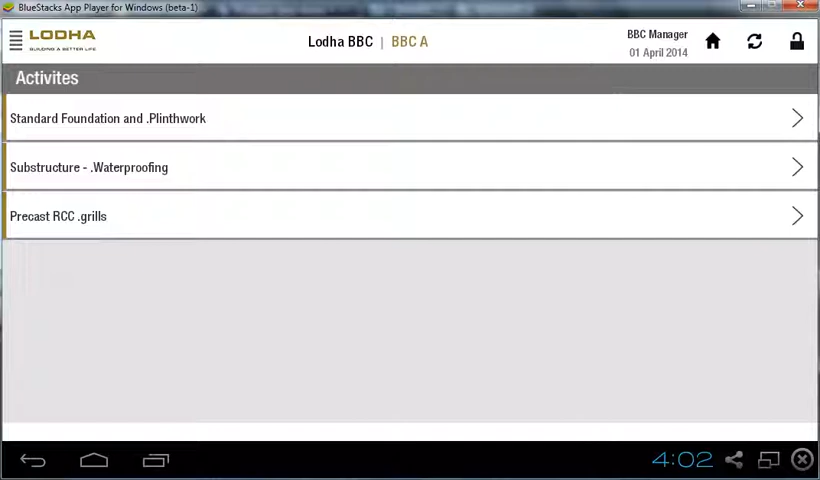 BlueStacks App Player for Windows (beta-1)
LODHA
BUILDING A BETTER LIFE
Lodha BBC | BBC A
BBC Manager
01 April 2014
Activites
Standard Foundation and .Plinthwork
Substructure - .Waterproofing
Precast RCC .grills
4:02